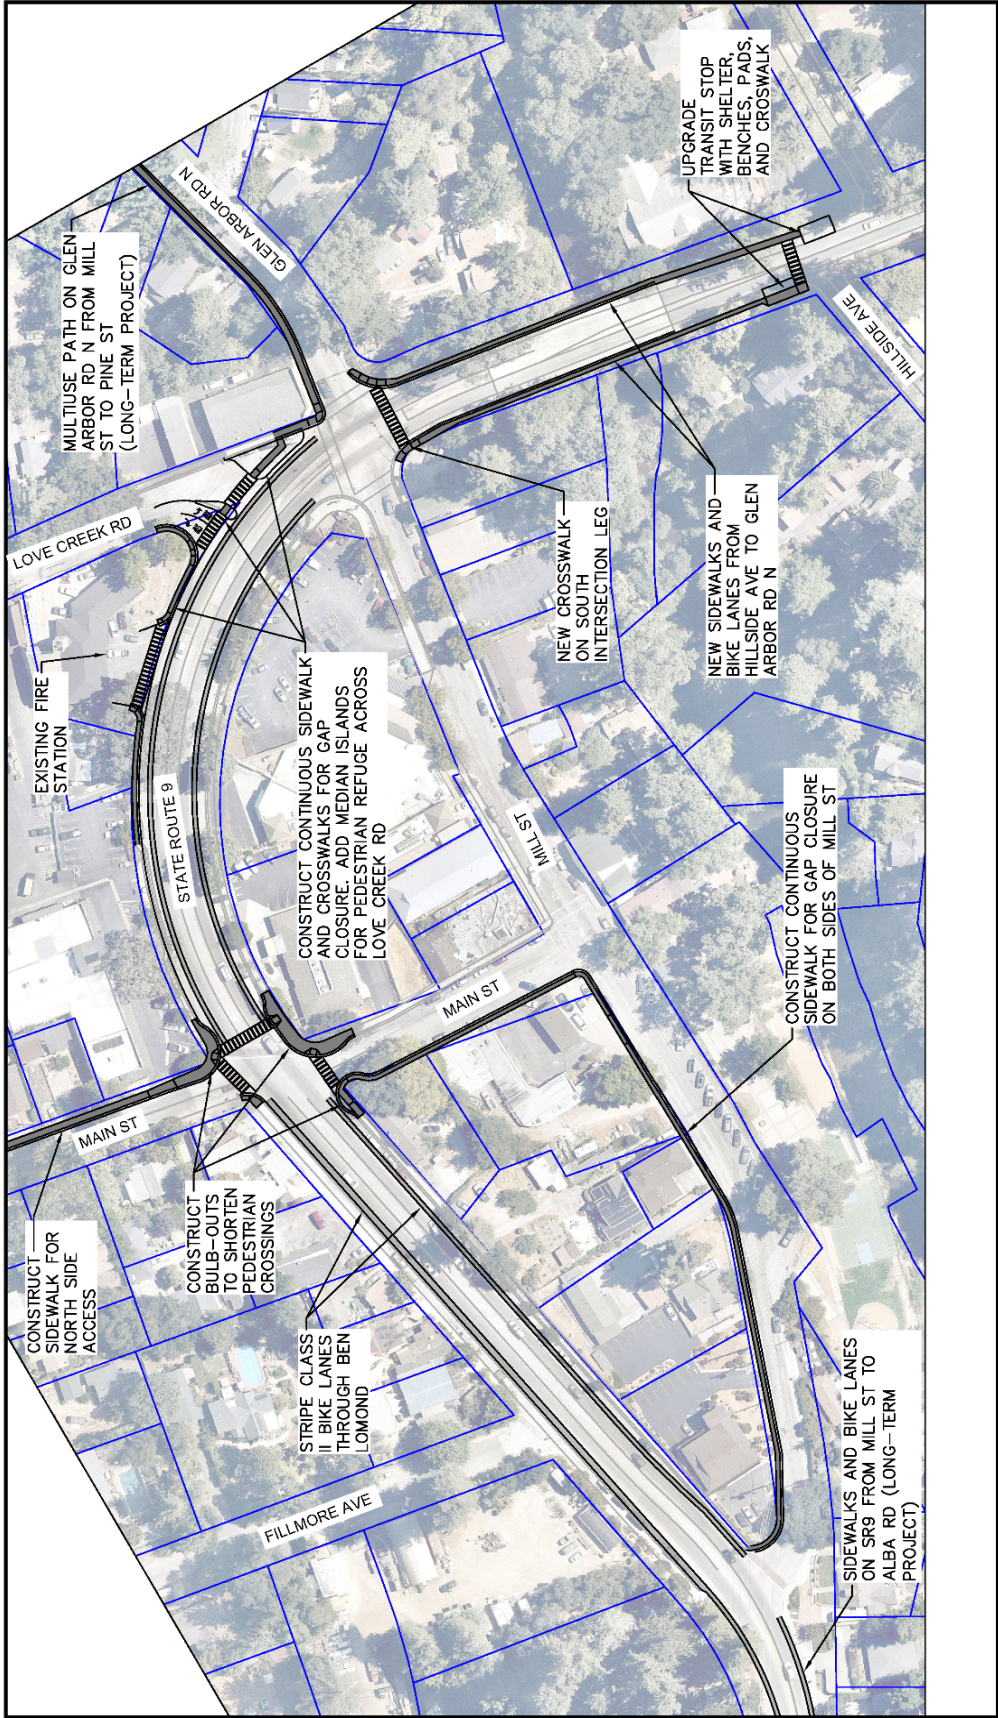 MULTIUSE PATH ON GLEN
ARBOR RD N FROM MILL
ST TO PINE ST
(LONG-TERM PROJECT)
GLEN ARBOR RD N
UPGRADE
TRANSIT STOP
WITH SHELTER,
BENCHES, PADS,
AND CROSWALK
LOVE CREEK RD
HILLSIDE AVE
EXISTING FIRE
STATION
NEW CROSSWALK
ON SOUTH
INTERSECTION LEG
NEW SIDEWALKS AND
BIKE LANES FROM
HILLSIDE AVE TO GLEN
ARBOR RD N
STATE ROUTE 9
CONSTRUCT CONTINUOUS SIDEWALK
AND CROSSWALKS FOR GAP
CLOSURE. ADD MEDIAN ISLANDS
FOR PEDESTRIAN REFUGE ACROSS
LOVE CREEK RD
MILL ST
CONSTRUCT CONTINUOUS
SIDEWALK FOR GAP CLOSURE
ON BOTH SIDES OF MILL ST
MAIN ST
MAIN ST
CONSTRUCT
SIDEWALK FOR
NORTH SIDE
ACCESS
CONSTRUCT
BULB-OUTS
TO SHORTEN
PEDESTRIAN
CROSSINGS
STRIPE CLASS
II BIKE LANES
THROUGH BEN
LOMOND
FILLMORE AVE
SIDEWALKS AND BIKE LANES
ON SR9 FROM MILL ST TO
ALBA RD (LONG-TERM
PROJECT)